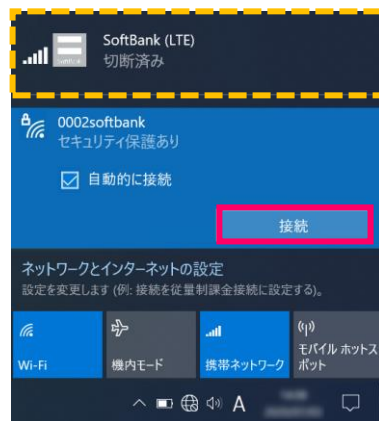 SoftBank (LTE)
切断済み
0002softbank
セキュリティ保護あり
自動的に接続
接続
ネットワークとインターネットの設定
設定を変更します (例: 接続を従量制課金接続に設定する)。
Wi-Fi
機内モード
携帯ネットワーク
モバイル ホットス
ポット
A